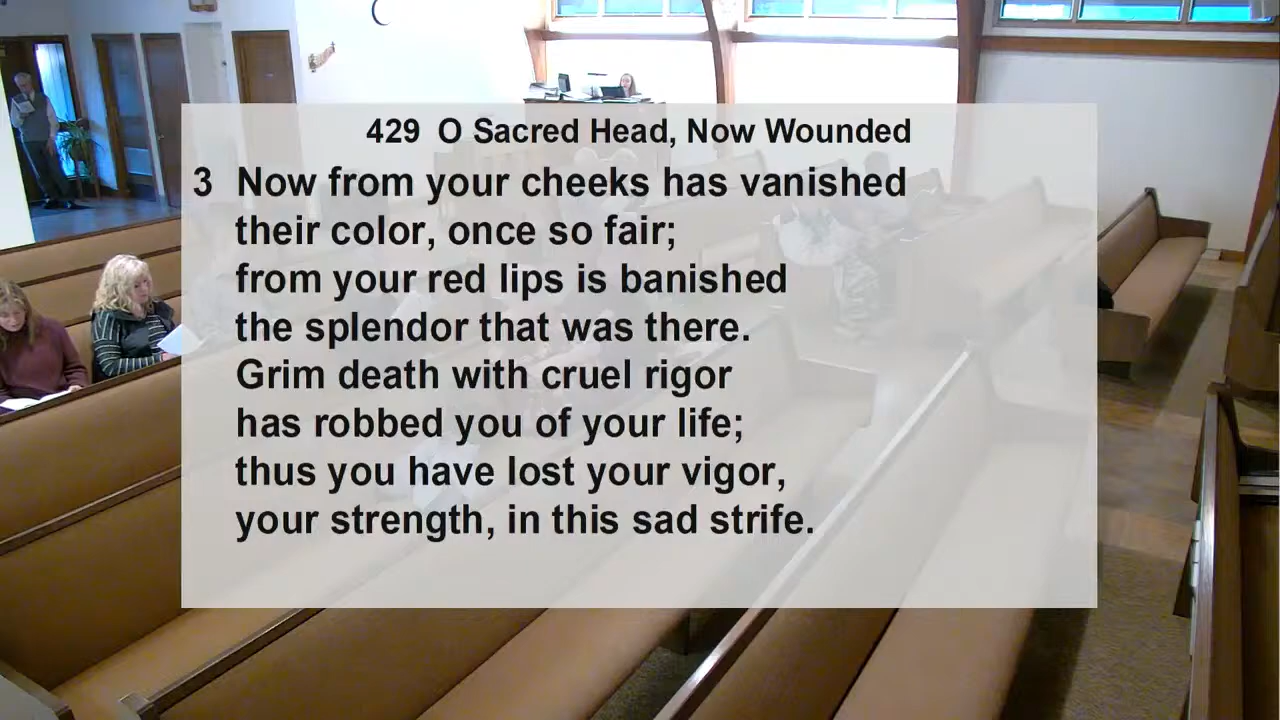 429 O Sacred Head, Now Wounded
3 Now from your cheeks has vanished
their color, once so fair;
from your red lips is banished
the splendor that was there.
Grim death with cruel rigor
has robbed you of your life;
thus you have lost your vigor,
your strength, in this sad strife.